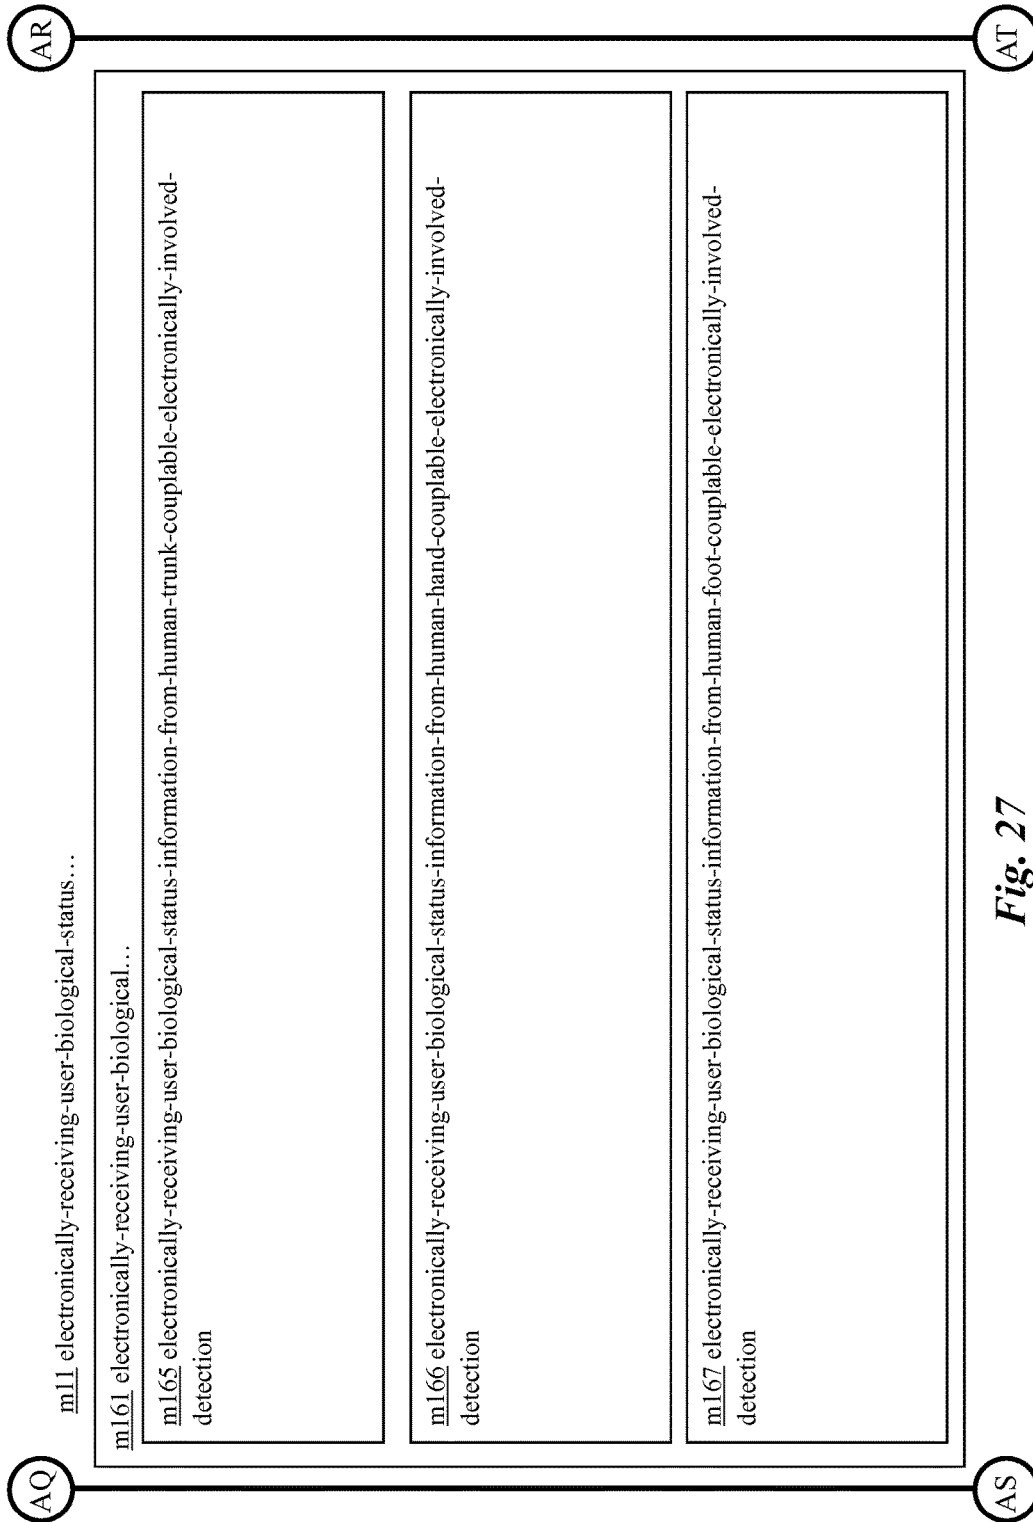 AQ
AR
m11 electronically-receiving-user-biological-status…
m161 electronically-receiving-user-biological…
m165 electronically-receiving-user-biological-status-information-from-human-trunk-couplable-electronically-involved-
detection
m166 electronically-receiving-user-biological-status-information-from-human-hand-couplable-electronically-involved-
detection
m167 electronically-receiving-user-biological-status-information-from-human-foot-couplable-electronically-involved-
detection
AS
AT
Fig. 27